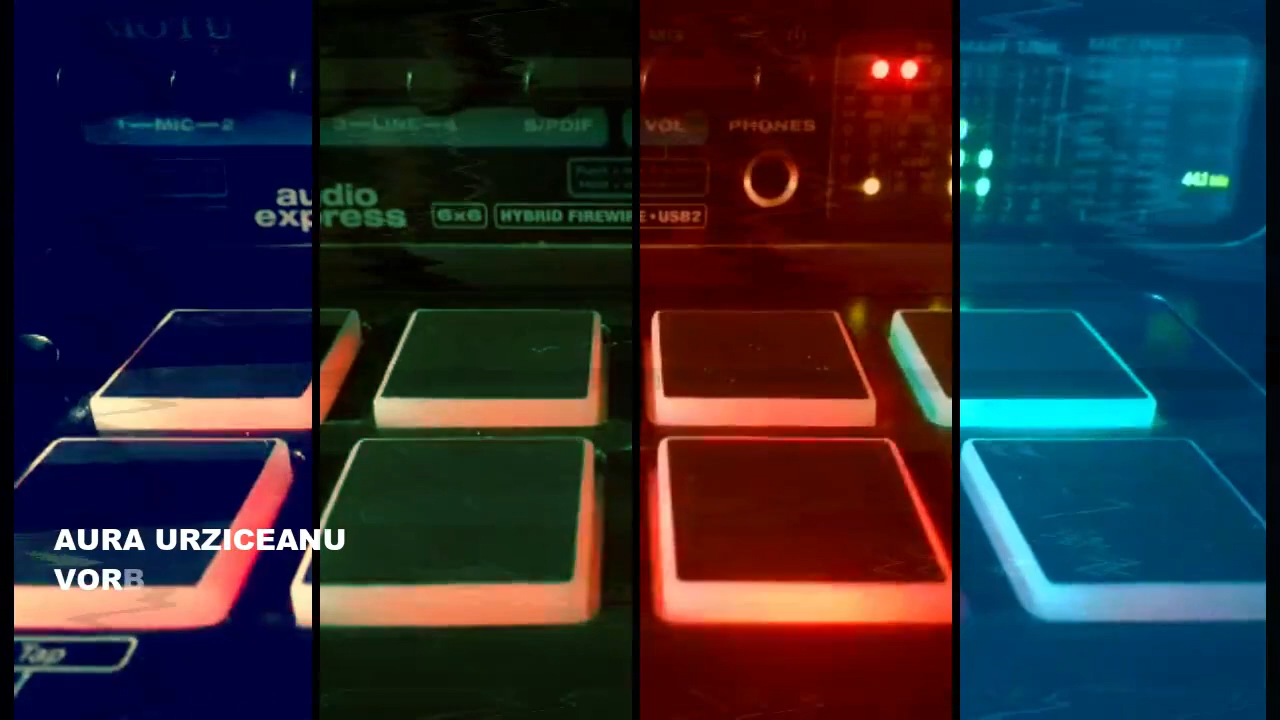 MOTU
1—MIC—2
3—LINE—4
S/PDIF
VOL
PHONES
audio
express
6x6
HYBRID FIREWIRE • USB2
AURA URZICEANU
VORB
Tap